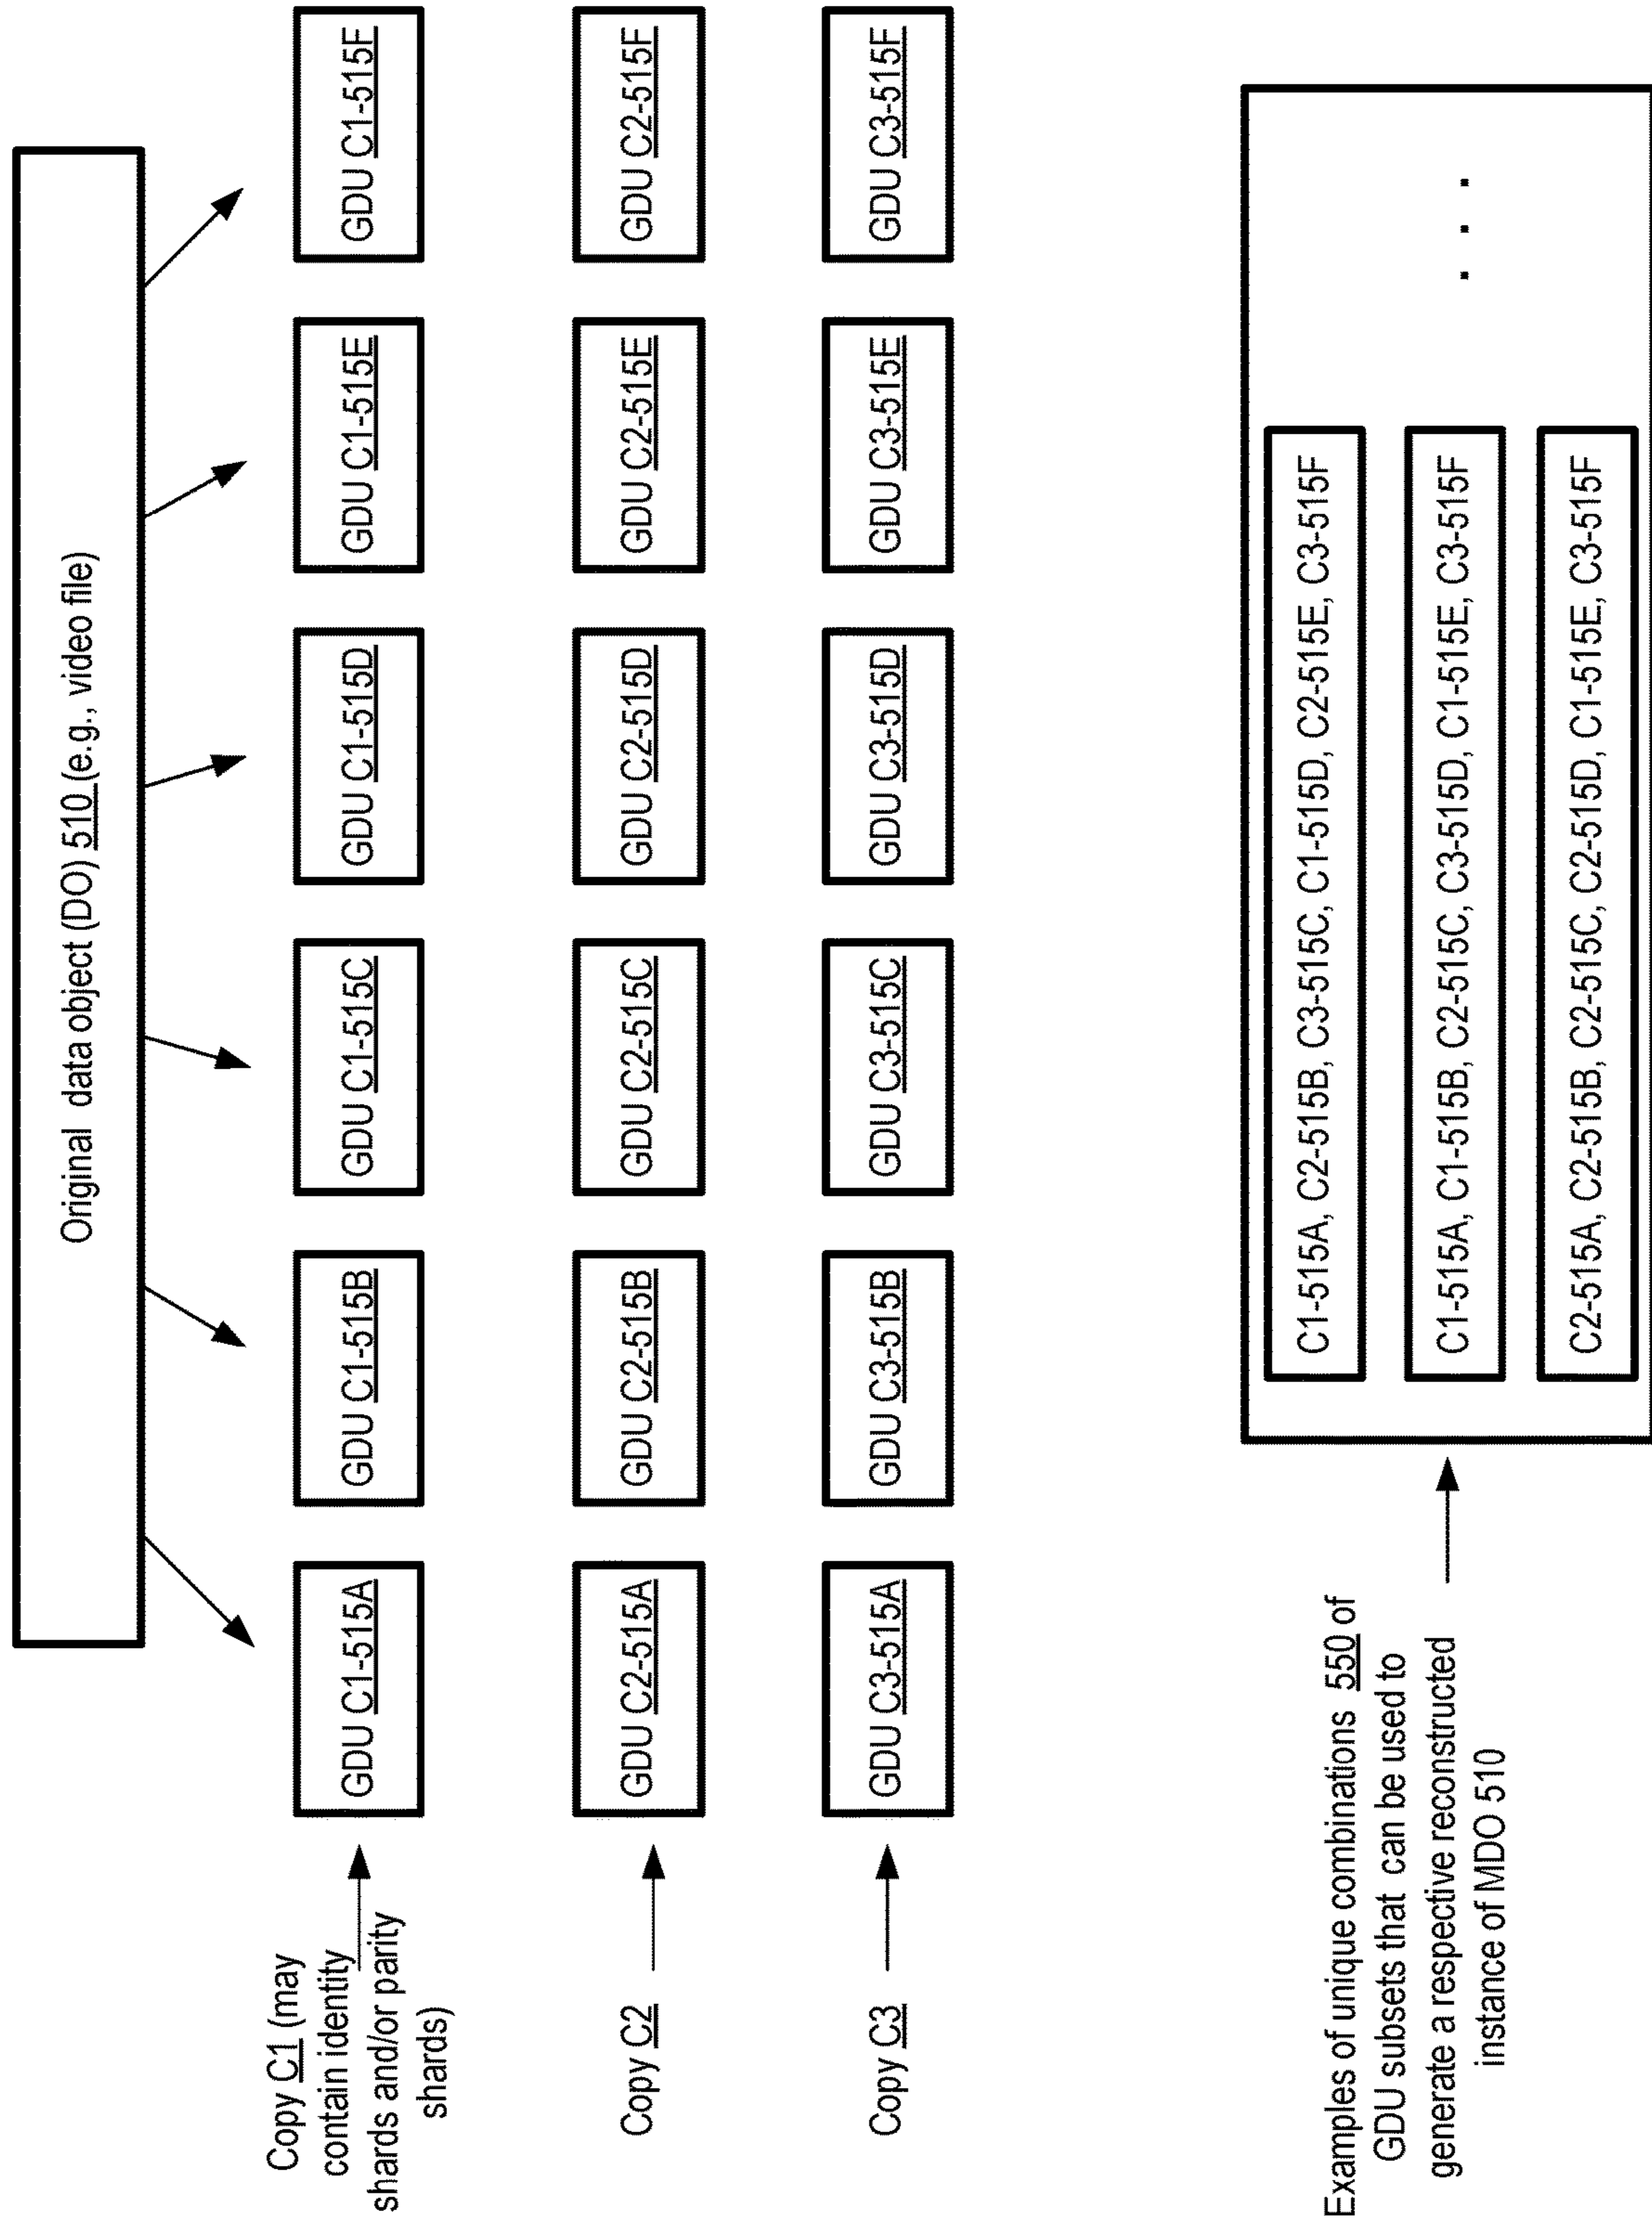 Original data object (DO) 510 (e.g., video file)
Copy C1 (may
contain identity
shards and/or parity
shards)
GDU C1-515A
GDU C1-515B
GDU C1-515C
GDU C1-515D
GDU C1-515E
GDU C1-515F
Copy C2
GDU C2-515A
GDU C2-515B
GDU C2-515C
GDU C2-515D
GDU C2-515E
GDU C2-515F
Copy C3
GDU C3-515A
GDU C3-515B
GDU C3-515C
GDU C3-515D
GDU C3-515E
GDU C3-515F
Examples of unique combinations 550 of
GDU subsets that can be used to
generate a respective reconstructed
instance of MDO 510
C1-515A, C2-515B, C3-515C, C1-515D, C2-515E, C3-515F
C1-515A, C1-515B, C2-515C, C3-515D, C1-515E, C3-515F
C2-515A, C2-515B, C2-515C, C2-515D, C1-515E, C3-515F
. . .